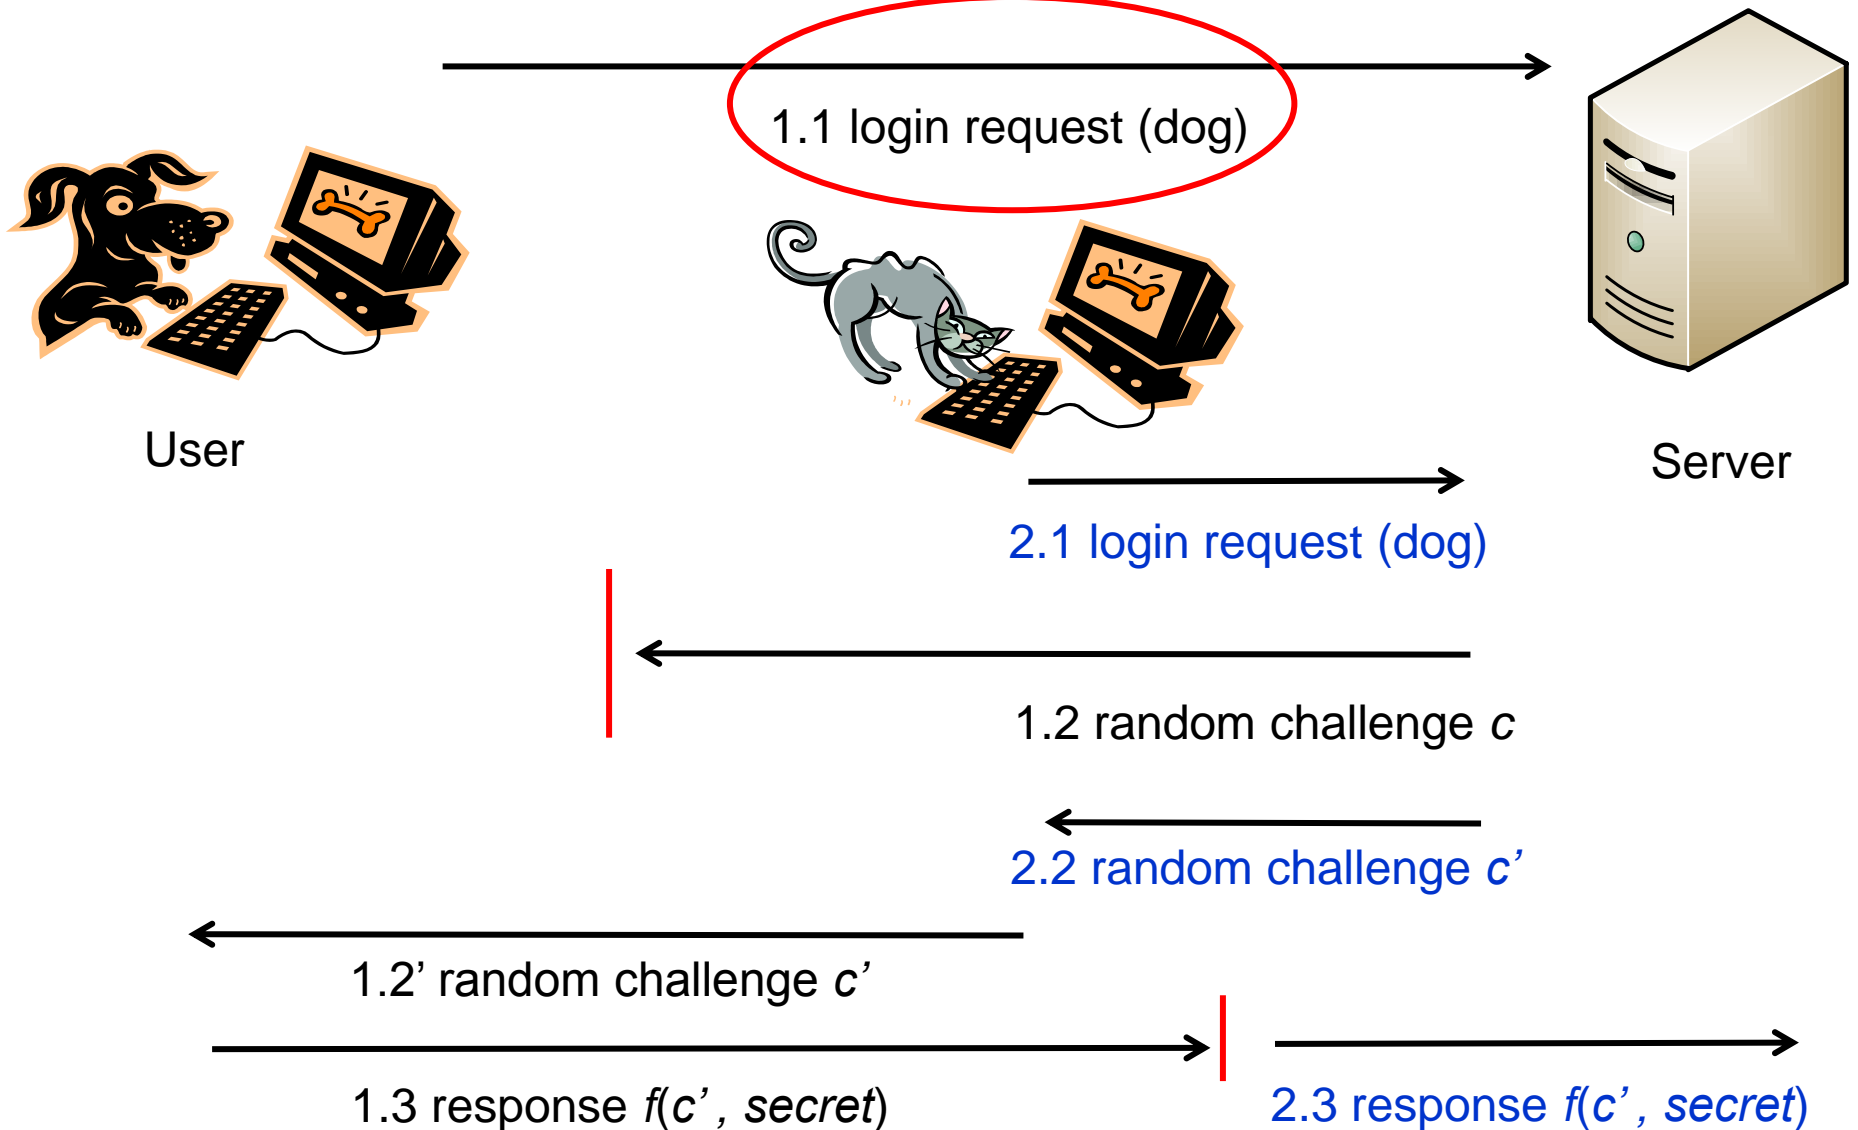 1.1 login request (dog)
User
Server
2.1 login request (dog)
1.2 random challenge c
2.2 random challenge c’
1.2’ random challenge c’
1.3 response f(c’ , secret)
2.3 response f(c’ , secret)